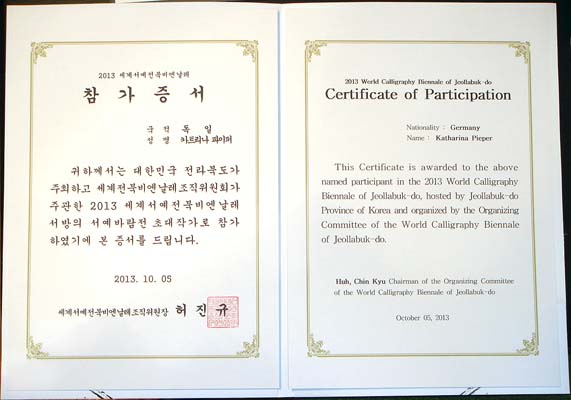 2013 세계서예전북비엔날레
참 가 증 서
국 적 독 일
성 명 카트리나 파이퍼
귀하께서는 대한민국 전라북도가
주최하고 세계전북비엔날레조직위원회가
주관한 2013 세계서예전북비엔날레
서방의 서예바람전 초대작가로 참가
하였기에 본 증서를 드립니다.
2013. 10. 05
세계서예전북비엔날레조직위원장 허 진 규
2013 World Calligraphy Biennale of Jeollabuk-do
Certificate of Participation
Nationality : Germany
Name : Katharina Pieper
This Certificate is awarded to the above
named participant in the 2013 World Calligraphy
Biennale of Jeollabuk-do, hosted by Jeollabuk-do
Province of Korea and organized by the Organizing
Committee of the World Calligraphy Biennale
of Jeollabuk-do.
Huh, Chin Kyu Chairman of the Organizing Committee
of the World Calligraphy Biennale of Jeollabuk-do
October 05, 2013